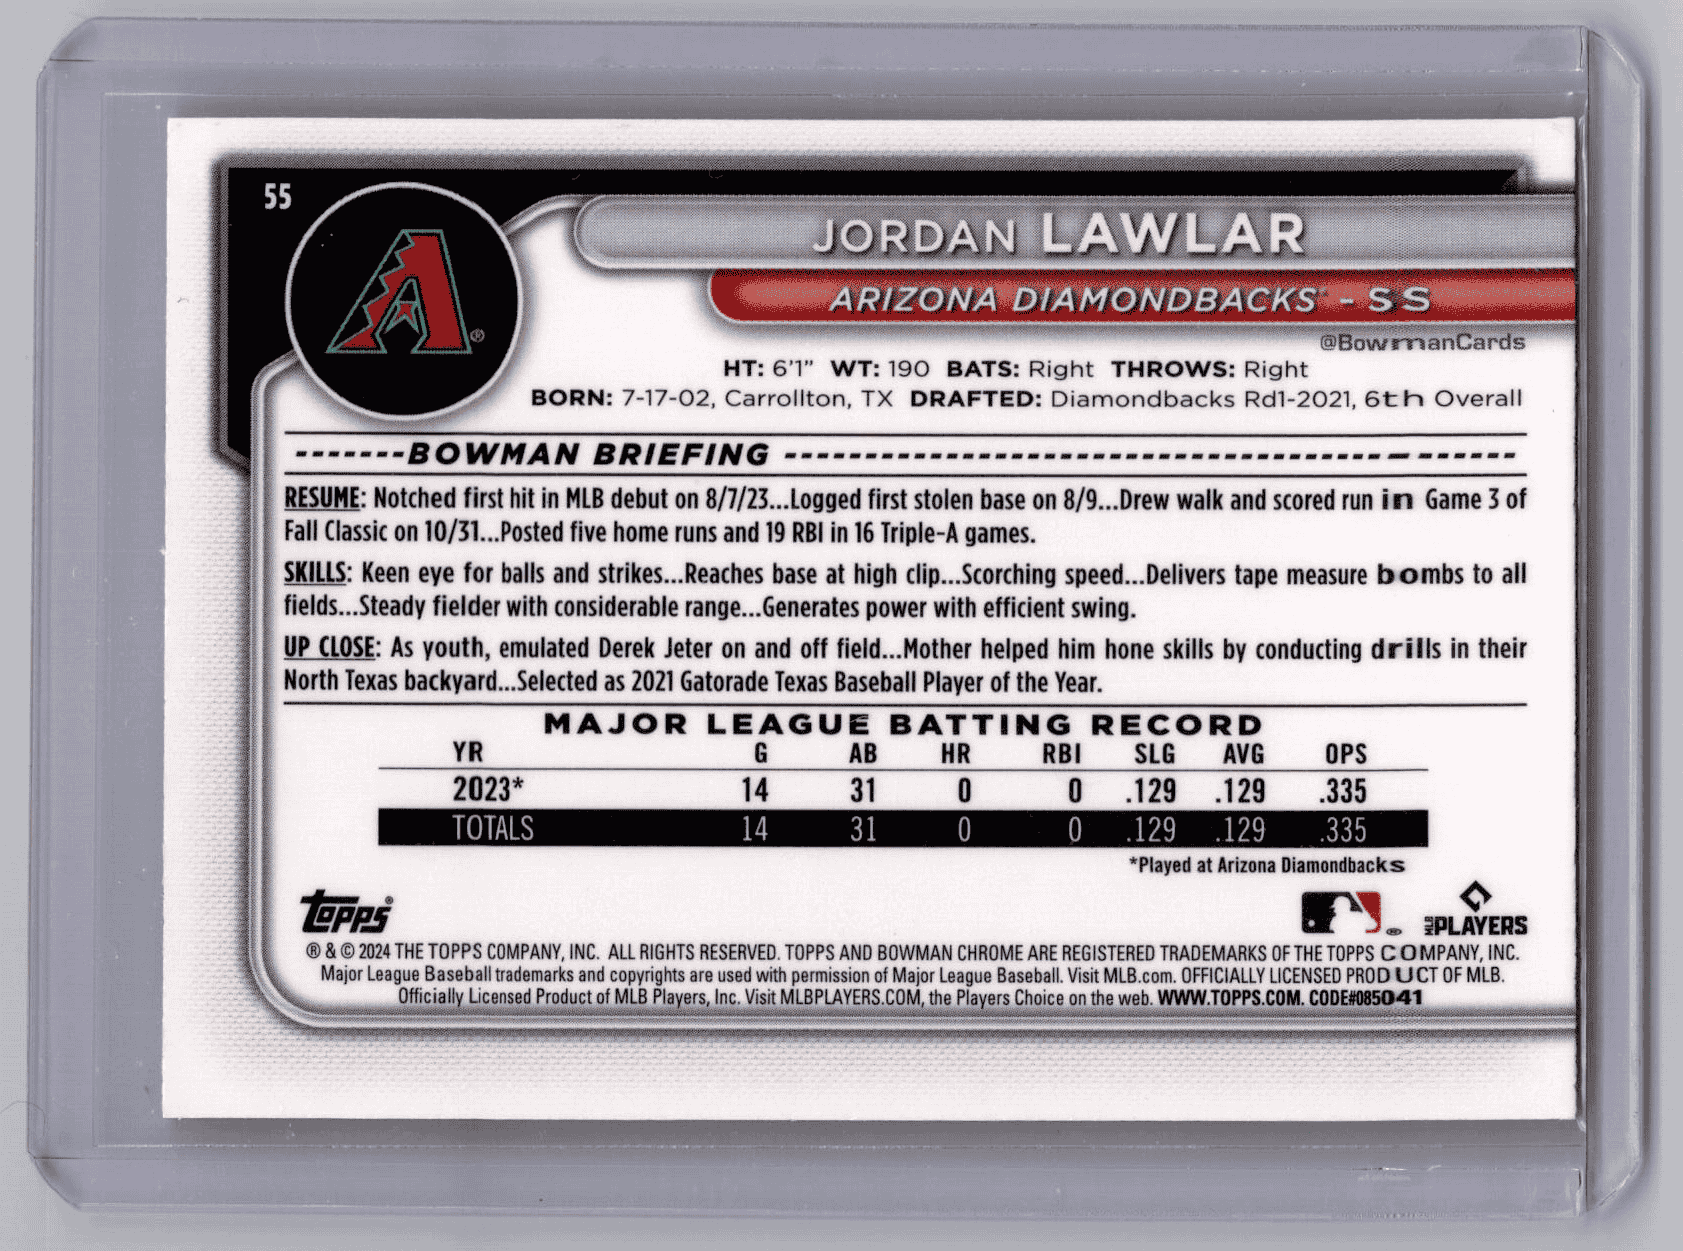 55
JORDAN LAWLAR
ARIZONA DIAMONDBACKS - SS
@BowmanCards
HT: 6'1" WT: 190 BATS: Right THROWS: Right
BORN: 7-17-02, Carrollton, TX DRAFTED: Diamondbacks Rd1-2021, 6th Overall
BOWMAN BRIEFING
RESUME: Notched first hit in MLB debut on 8/7/23...Logged first stolen base on 8/9...Drew walk and scored run in Game 3 of
Fall Classic on 10/31...Posted five home runs and 19 RBI in 16 Triple-A games.
SKILLS: Keen eye for balls and strikes...Reaches base at high clip...Scorching speed...Delivers tape measure bombs to all
fields...Steady fielder with considerable range...Generates power with efficient swing.
UP CLOSE: As youth, emulated Derek Jeter on and off field...Mother helped him hone skills by conducting drills in their
North Texas backyard...Selected as 2021 Gatorade Texas Baseball Player of the Year.
MAJOR LEAGUE BATTING RECORD
YR G AB HR RBI SLG AVG OPS
2023* 14 31 0 0 .129 .129 .335
TOTALS 14 31 0 0 .129 .129 .335
*Played at Arizona Diamondbacks
Topps® ® MLB PLAYERS
® & © 2024 THE TOPPS COMPANY, INC. ALL RIGHTS RESERVED. TOPPS AND BOWMAN CHROME ARE REGISTERED TRADEMARKS OF THE TOPPS COMPANY, INC.
Major League Baseball trademarks and copyrights are used with permission of Major League Baseball. Visit MLB.com. OFFICIALLY LICENSED PRODUCT OF MLB.
Officially Licensed Product of MLB Players, Inc. Visit MLBPLAYERS.COM, the Players Choice on the web. WWW.TOPPS.COM. CODE#085041